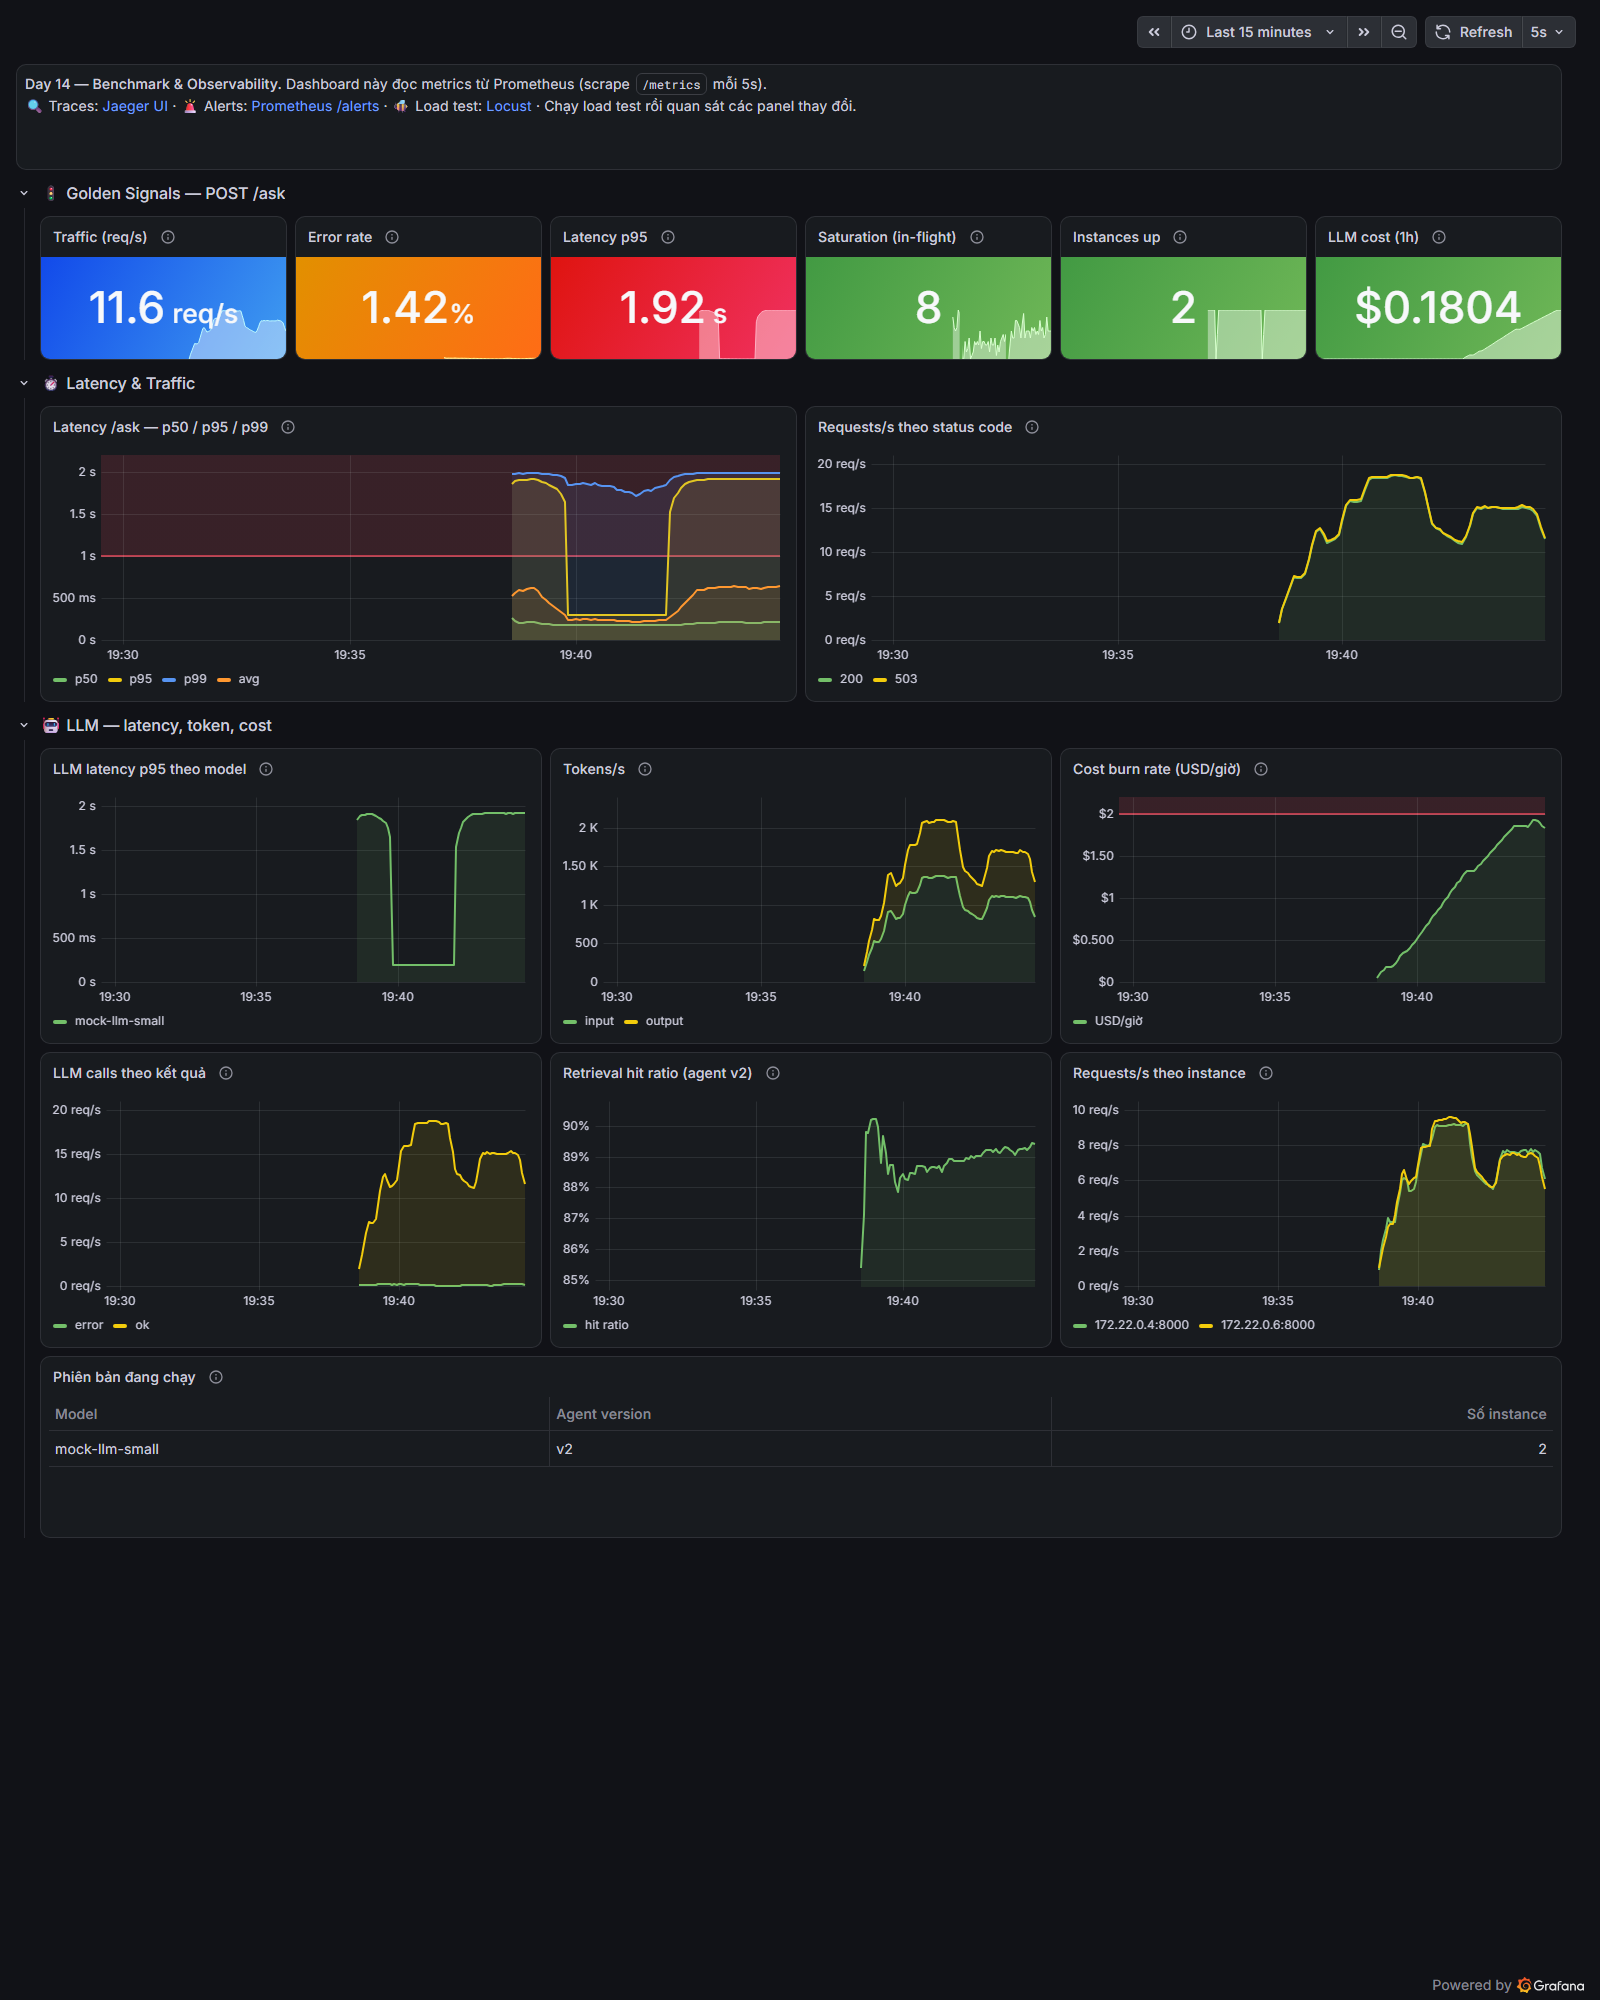 Last 15 minutes
Refresh
5s
Day 14 — Benchmark & Observability. Dashboard này đọc metrics từ Prometheus (scrape /metrics mỗi 5s).
🔍 Traces: Jaeger UI · 🚨 Alerts: Prometheus /alerts · 🐝 Load test: Locust · Chạy load test rồi quan sát các panel thay đổi.
🚦 Golden Signals — POST /ask
Traffic (req/s)
11.6 req/s
Error rate
1.42%
Latency p95
1.92 s
Saturation (in-flight)
8
Instances up
2
LLM cost (1h)
$0.1804
⏱ Latency & Traffic
Latency /ask — p50 / p95 / p99
2 s
1.5 s
1 s
500 ms
0 s
19:30 19:35 19:40
p50 p95 p99 avg
Requests/s theo status code
20 req/s
15 req/s
10 req/s
5 req/s
0 req/s
19:30 19:35 19:40
200 503
🤖 LLM — latency, token, cost
LLM latency p95 theo model
2 s
1.5 s
1 s
500 ms
0 s
19:30 19:35 19:40
mock-llm-small
Tokens/s
2 K
1.50 K
1 K
500
0
19:30 19:35 19:40
input output
Cost burn rate (USD/giờ)
$2
$1.50
$1
$0.500
$0
19:30 19:35 19:40
USD/giờ
LLM calls theo kết quả
20 req/s
15 req/s
10 req/s
5 req/s
0 req/s
19:30 19:35 19:40
error ok
Retrieval hit ratio (agent v2)
90%
89%
88%
87%
86%
85%
19:30 19:35 19:40
hit ratio
Requests/s theo instance
10 req/s
8 req/s
6 req/s
4 req/s
2 req/s
0 req/s
19:30 19:35 19:40
172.22.0.4:8000 172.22.0.6:8000
Phiên bản đang chạy
Model Agent version Số instance
mock-llm-small v2 2
Powered by Grafana